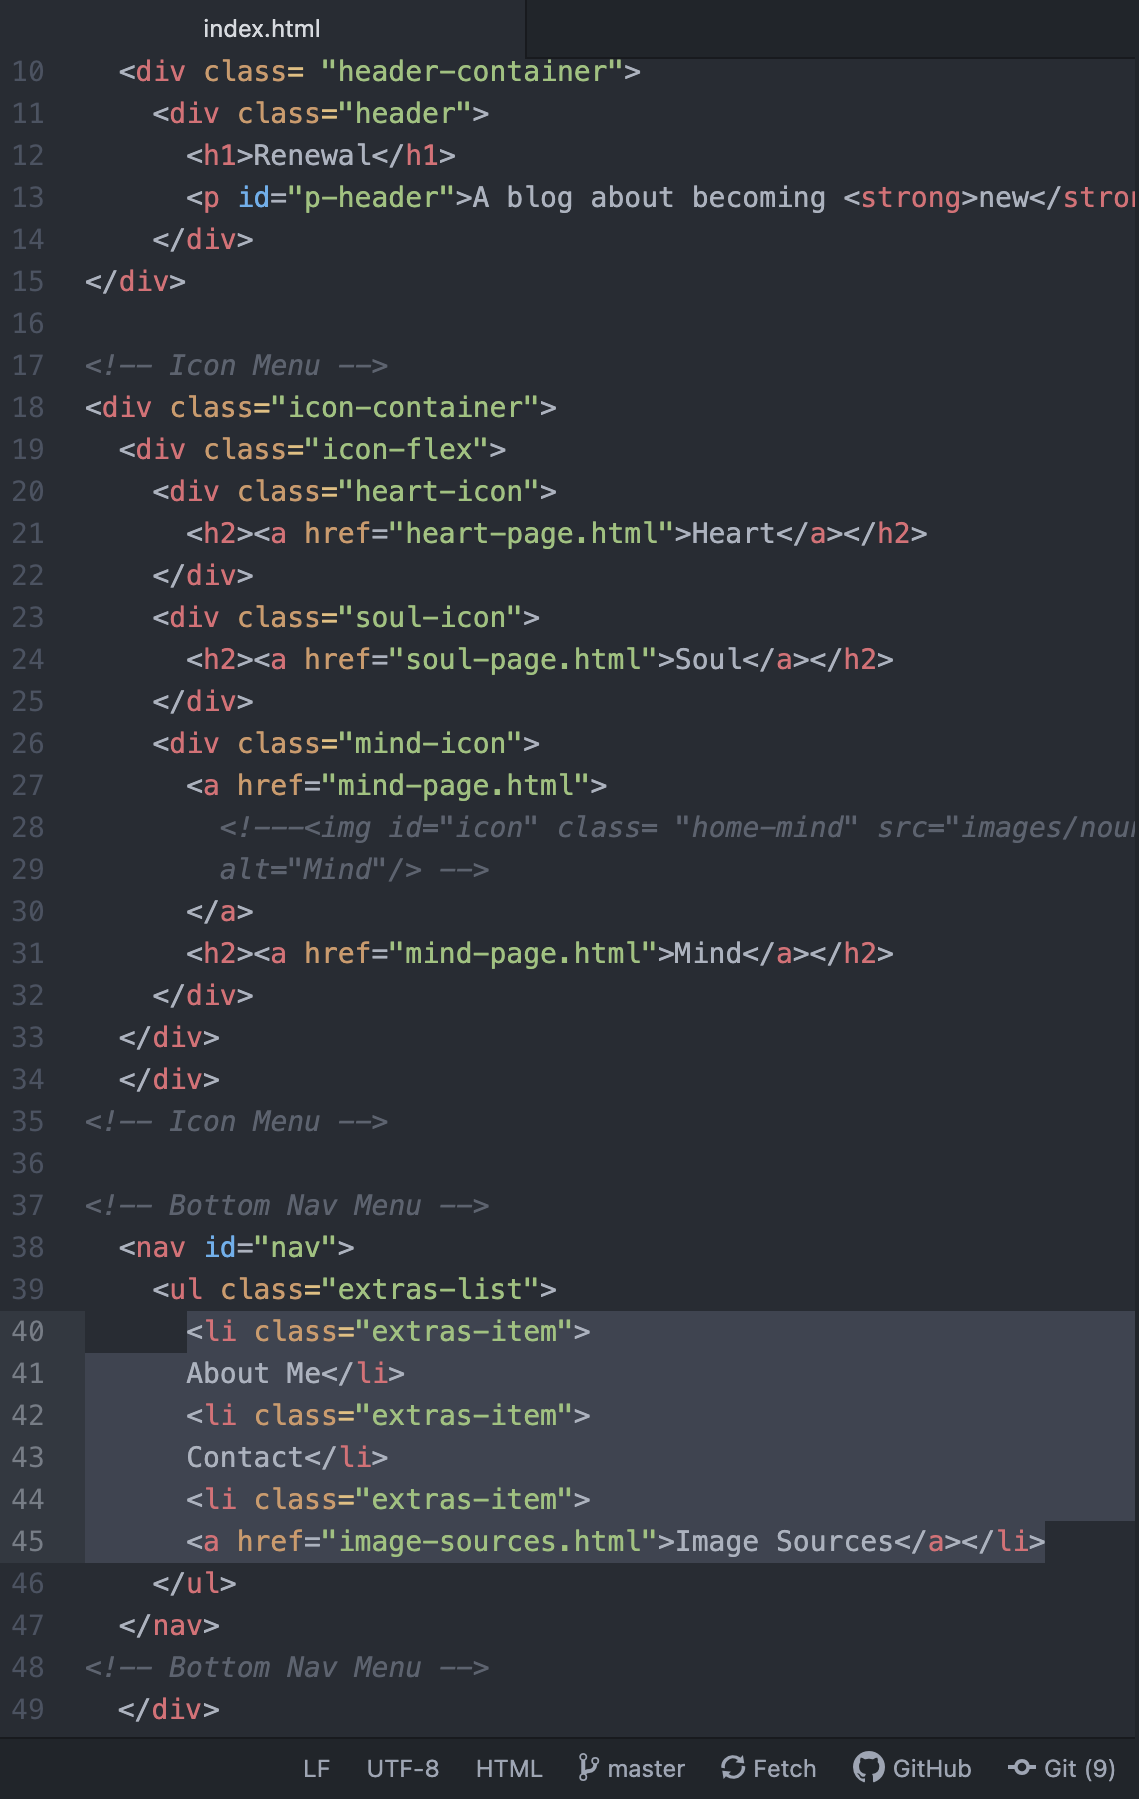 index.html
10 <div class= "header-container">
11 <div class="header">
12 <h1>Renewal</h1>
13 <p id="p-header">A blog about becoming <strong>new</stron
14 </div>
15 </div>
16
17 <!-- Icon Menu -->
18 <div class="icon-container">
19 <div class="icon-flex">
20 <div class="heart-icon">
21 <h2><a href="heart-page.html">Heart</a></h2>
22 </div>
23 <div class="soul-icon">
24 <h2><a href="soul-page.html">Soul</a></h2>
25 </div>
26 <div class="mind-icon">
27 <a href="mind-page.html">
28 <!---<img id="icon" class= "home-mind" src="images/noun
29 alt="Mind"/> -->
30 </a>
31 <h2><a href="mind-page.html">Mind</a></h2>
32 </div>
33 </div>
34 </div>
35 <!-- Icon Menu -->
36
37 <!-- Bottom Nav Menu -->
38 <nav id="nav">
39 <ul class="extras-list">
40 <li class="extras-item">
41 About Me</li>
42 <li class="extras-item">
43 Contact</li>
44 <li class="extras-item">
45 <a href="image-sources.html">Image Sources</a></li>
46 </ul>
47 </nav>
48 <!-- Bottom Nav Menu -->
49 </div>
LF UTF-8 HTML master Fetch GitHub Git (9)